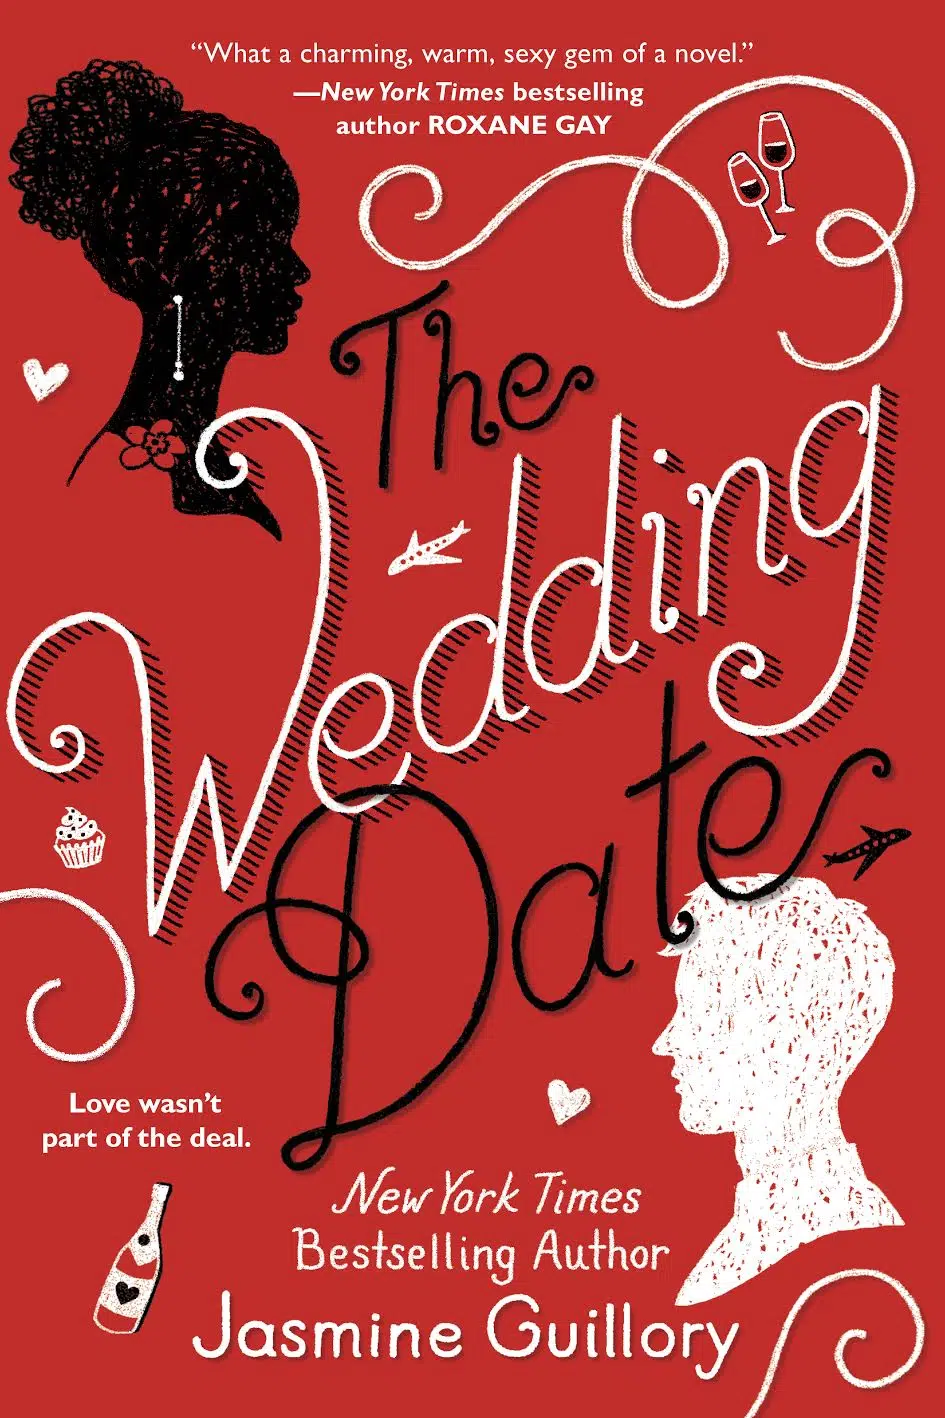 “What a charming, warm, sexy gem of a novel.”
—New York Times bestselling
author ROXANE GAY
The
Wedding
Date
Love wasn’t
part of the deal.
New York Times
Bestselling Author
Jasmine Guillory